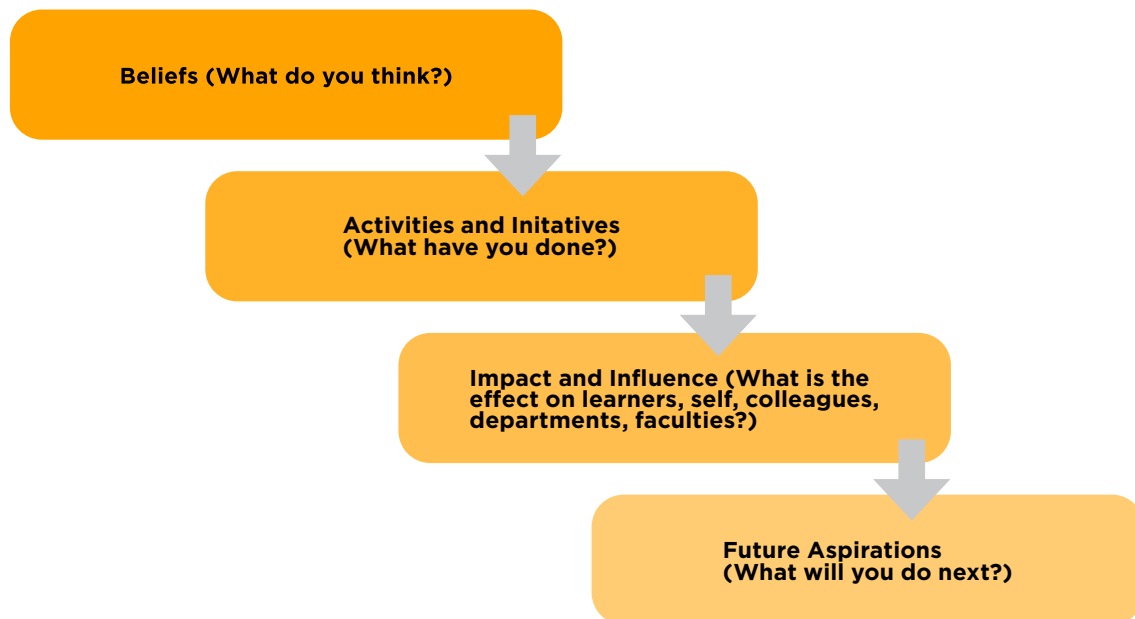 Beliefs (What do you think?)
Activities and Initatives
(What have you done?)
Impact and Influence (What is the
effect on learners, self, colleagues,
departments, faculties?)
Future Aspirations
(What will you do next?)